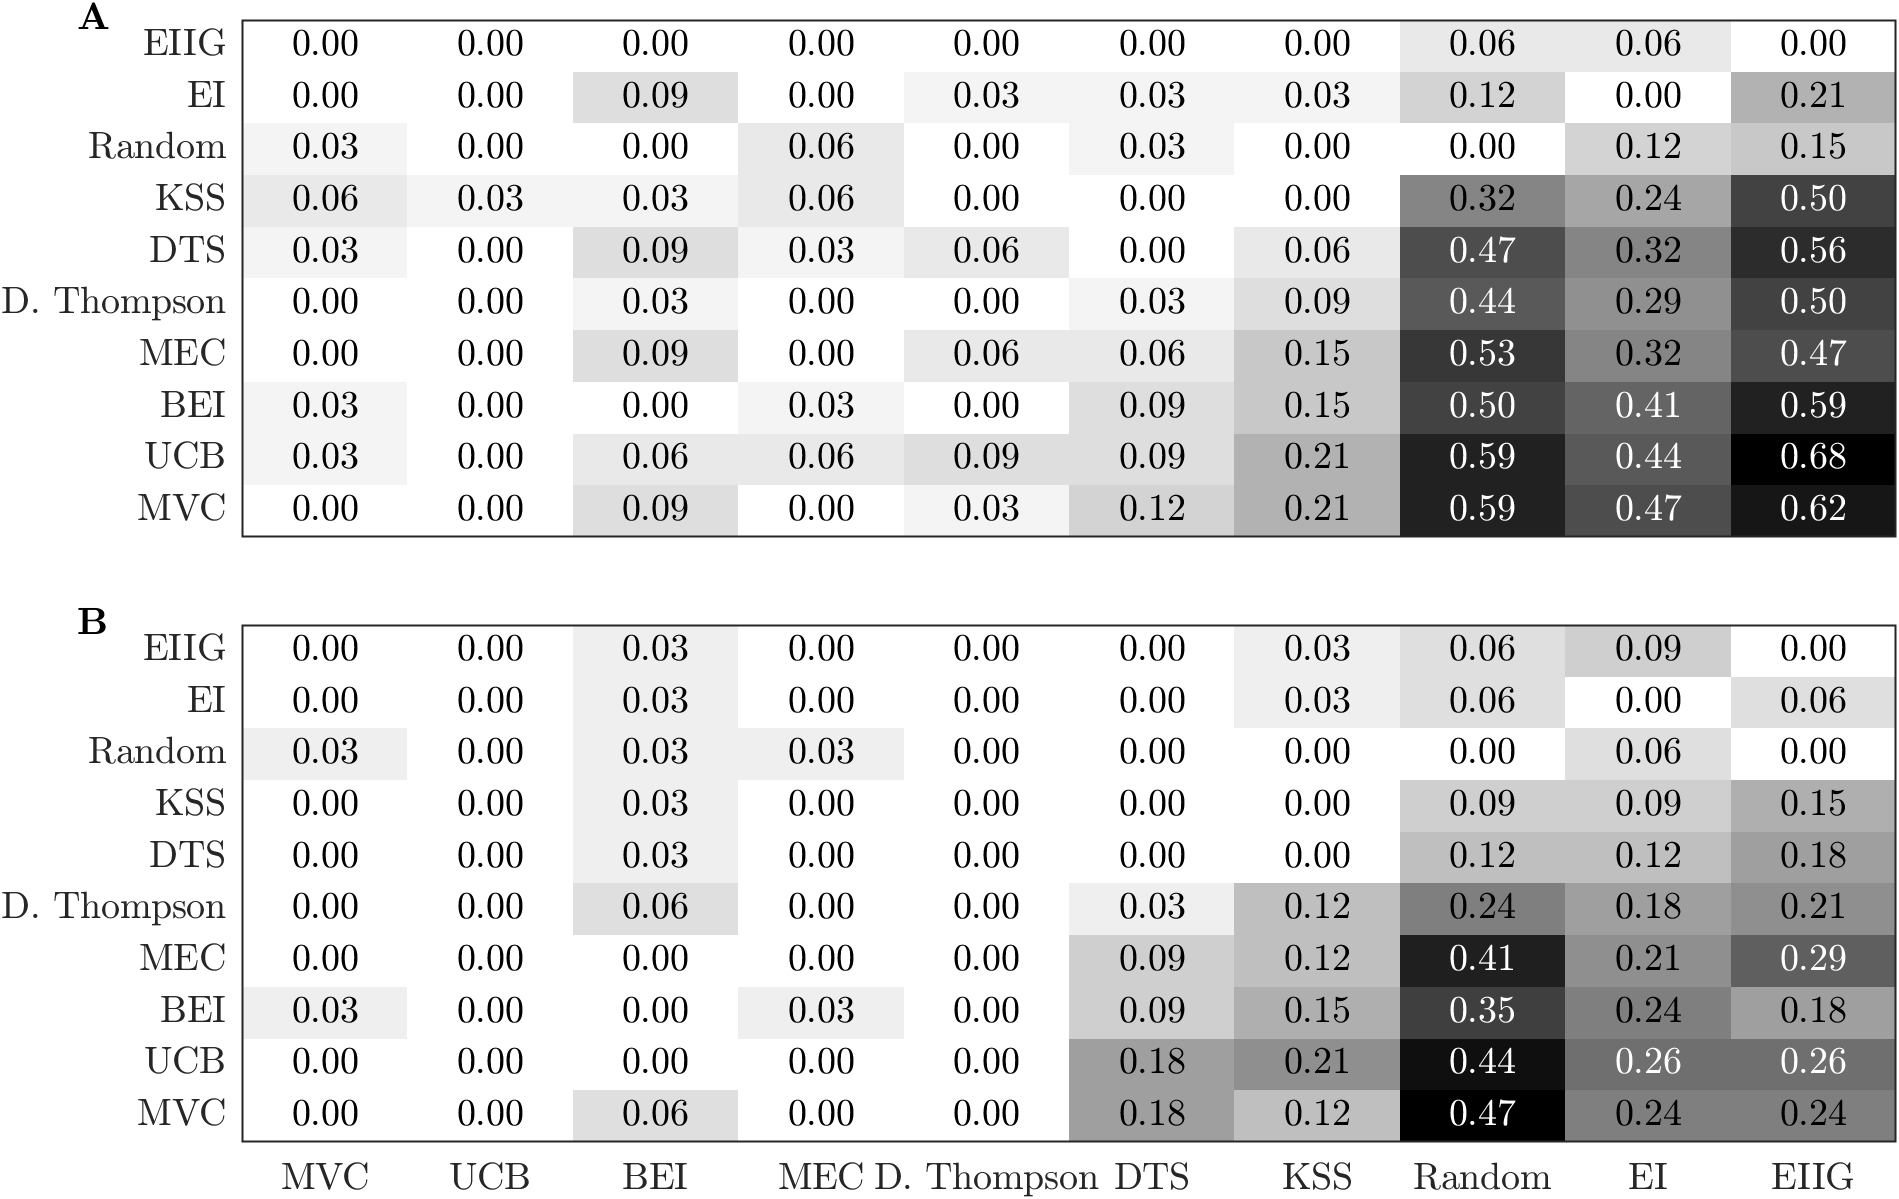 A
EIIG 0.00 0.00 0.00 0.00 0.00 0.00 0.00 0.06 0.06 0.00
EI 0.00 0.00 0.09 0.00 0.03 0.03 0.03 0.12 0.00 0.21
Random 0.03 0.00 0.00 0.06 0.00 0.03 0.00 0.00 0.12 0.15
KSS 0.06 0.03 0.03 0.06 0.00 0.00 0.00 0.32 0.24 0.50
DTS 0.03 0.00 0.09 0.03 0.06 0.00 0.06 0.47 0.32 0.56
D. Thompson 0.00 0.00 0.03 0.00 0.00 0.03 0.09 0.44 0.29 0.50
MEC 0.00 0.00 0.09 0.00 0.06 0.06 0.15 0.53 0.32 0.47
BEI 0.03 0.00 0.00 0.03 0.00 0.09 0.15 0.50 0.41 0.59
UCB 0.03 0.00 0.06 0.06 0.09 0.09 0.21 0.59 0.44 0.68
MVC 0.00 0.00 0.09 0.00 0.03 0.12 0.21 0.59 0.47 0.62
B
EIIG 0.00 0.00 0.03 0.00 0.00 0.00 0.03 0.06 0.09 0.00
EI 0.00 0.00 0.03 0.00 0.00 0.00 0.03 0.06 0.00 0.06
Random 0.03 0.00 0.03 0.03 0.00 0.00 0.00 0.00 0.06 0.00
KSS 0.00 0.00 0.03 0.00 0.00 0.00 0.00 0.09 0.09 0.15
DTS 0.00 0.00 0.03 0.00 0.00 0.00 0.00 0.12 0.12 0.18
D. Thompson 0.00 0.00 0.06 0.00 0.00 0.03 0.12 0.24 0.18 0.21
MEC 0.00 0.00 0.00 0.00 0.00 0.09 0.12 0.41 0.21 0.29
BEI 0.03 0.00 0.00 0.03 0.00 0.09 0.15 0.35 0.24 0.18
UCB 0.00 0.00 0.00 0.00 0.00 0.18 0.21 0.44 0.26 0.26
MVC 0.00 0.00 0.06 0.00 0.00 0.18 0.12 0.47 0.24 0.24
MVC UCB BEI MEC D. Thompson DTS KSS Random EI EIIG